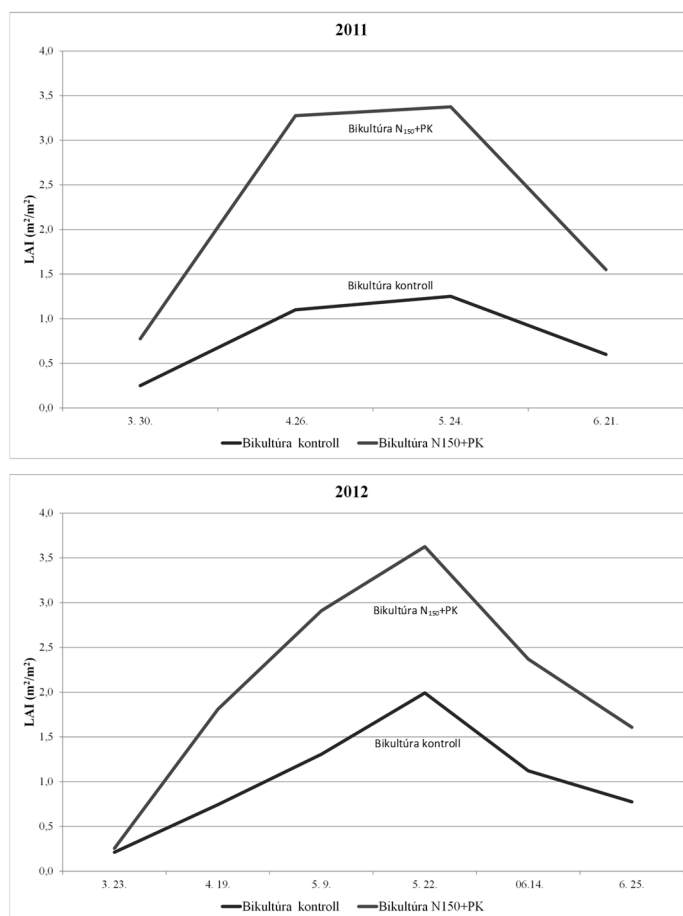 2011
4,0
3,5
3,0
2,5
2,0
1,5
1,0
0,5
0,0
LAI (m²/m²)
Bikultúra N₁₅₀+PK
Bikultúra kontroll
3. 30. 4.26. 5. 24. 6. 21.
Bikultúra kontroll Bikultúra N150+PK
2012
4,0
3,5
3,0
2,5
2,0
1,5
1,0
0,5
0,0
LAI (m²/m²)
Bikultúra N₁₅₀+PK
Bikultúra kontroll
3. 23. 4. 19. 5. 9. 5. 22. 06.14. 6. 25.
Bikultúra kontroll Bikultúra N150+PK